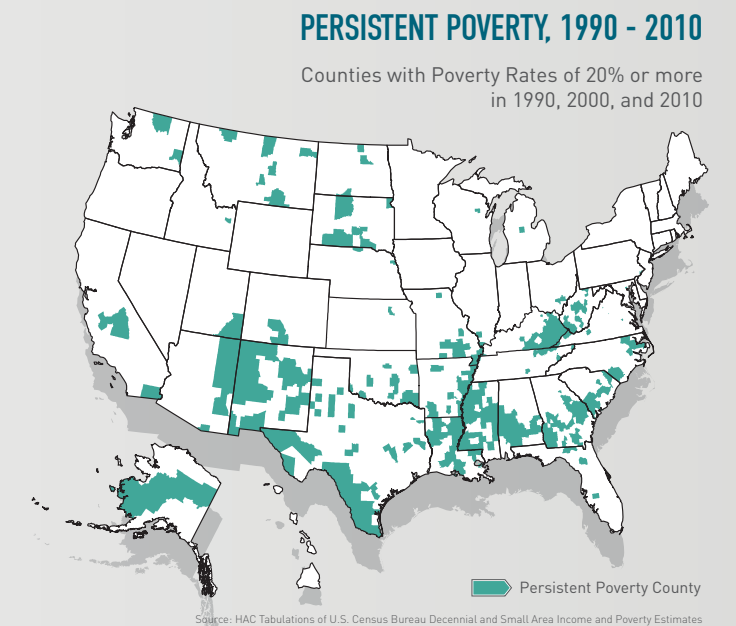 PERSISTENT POVERTY, 1990 - 2010
Counties with Poverty Rates of 20% or more
in 1990, 2000, and 2010
Persistent Poverty County
Source: HAC Tabulations of U.S. Census Bureau Decennial and Small Area Income and Poverty Estimates